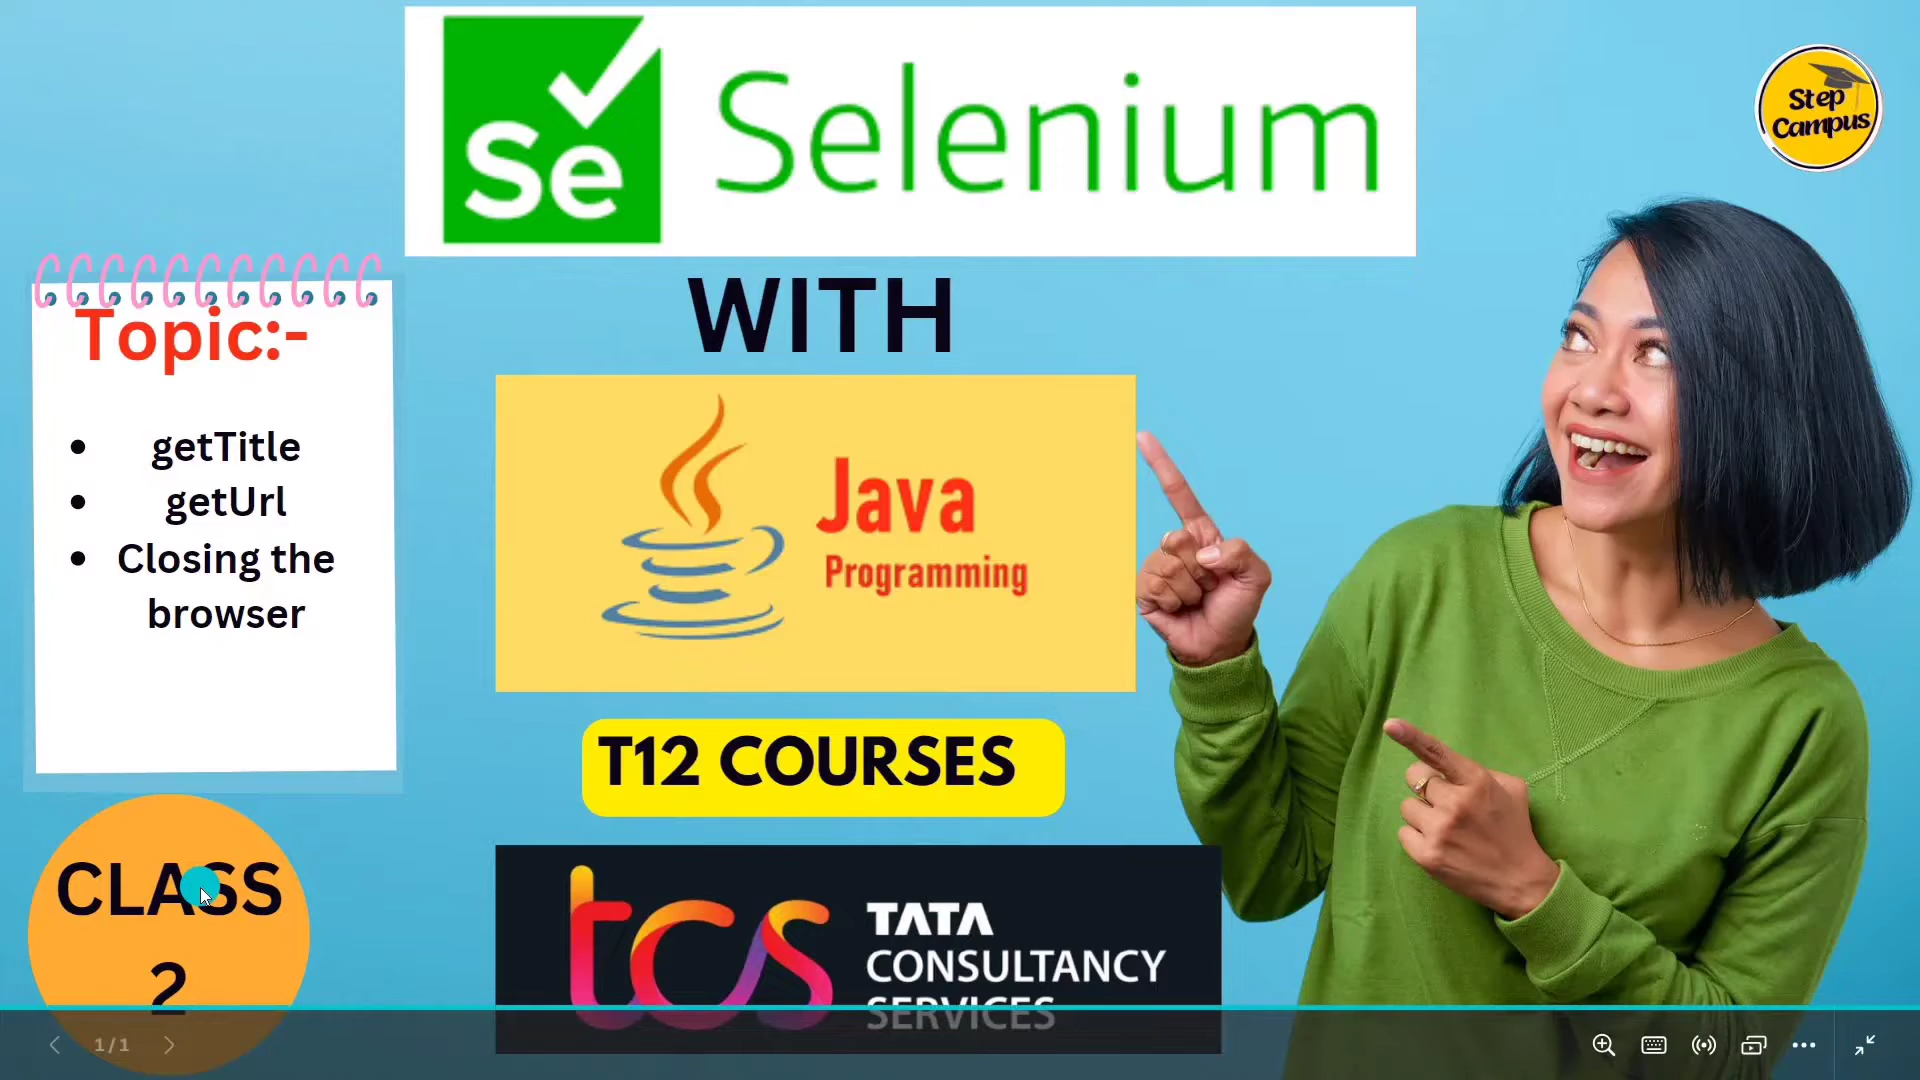 Se Selenium
Step
Campus
WITH
Topic:-
• getTitle
• getUrl
• Closing the
browser
Java
Programming
T12 COURSES
CLASS
2
tcs TATA
CONSULTANCY
SERVICES
1/1